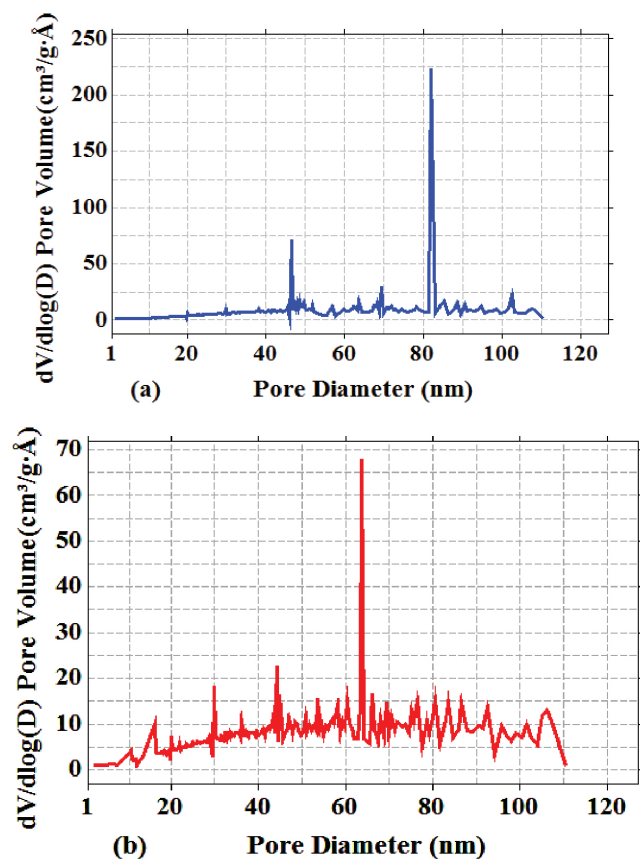 dV/dlog(D) Pore Volume(cm³/g·Å)
250
200
150
100
50
0
1 20 40 60 80 100 120
(a) Pore Diameter (nm)
dV/dlog(D) Pore Volume(cm³/g·Å)
70
60
50
40
30
20
10
0
1 20 40 60 80 100 120
(b) Pore Diameter (nm)